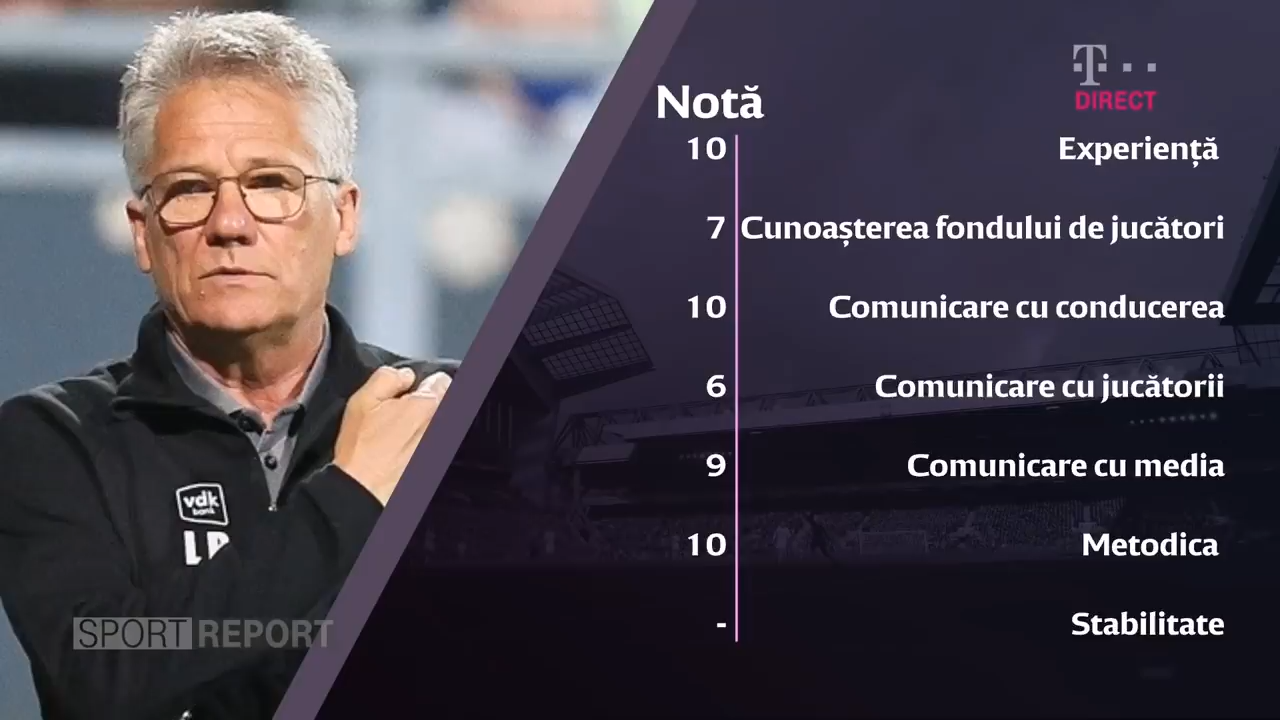 T
DIRECT
Notă
10 Experiență
7 Cunoașterea fondului de jucători
10 Comunicare cu conducerea
6 Comunicare cu jucătorii
9 Comunicare cu media
10 Metodica
- Stabilitate
vdk
bank
LB
SPORT REPORT